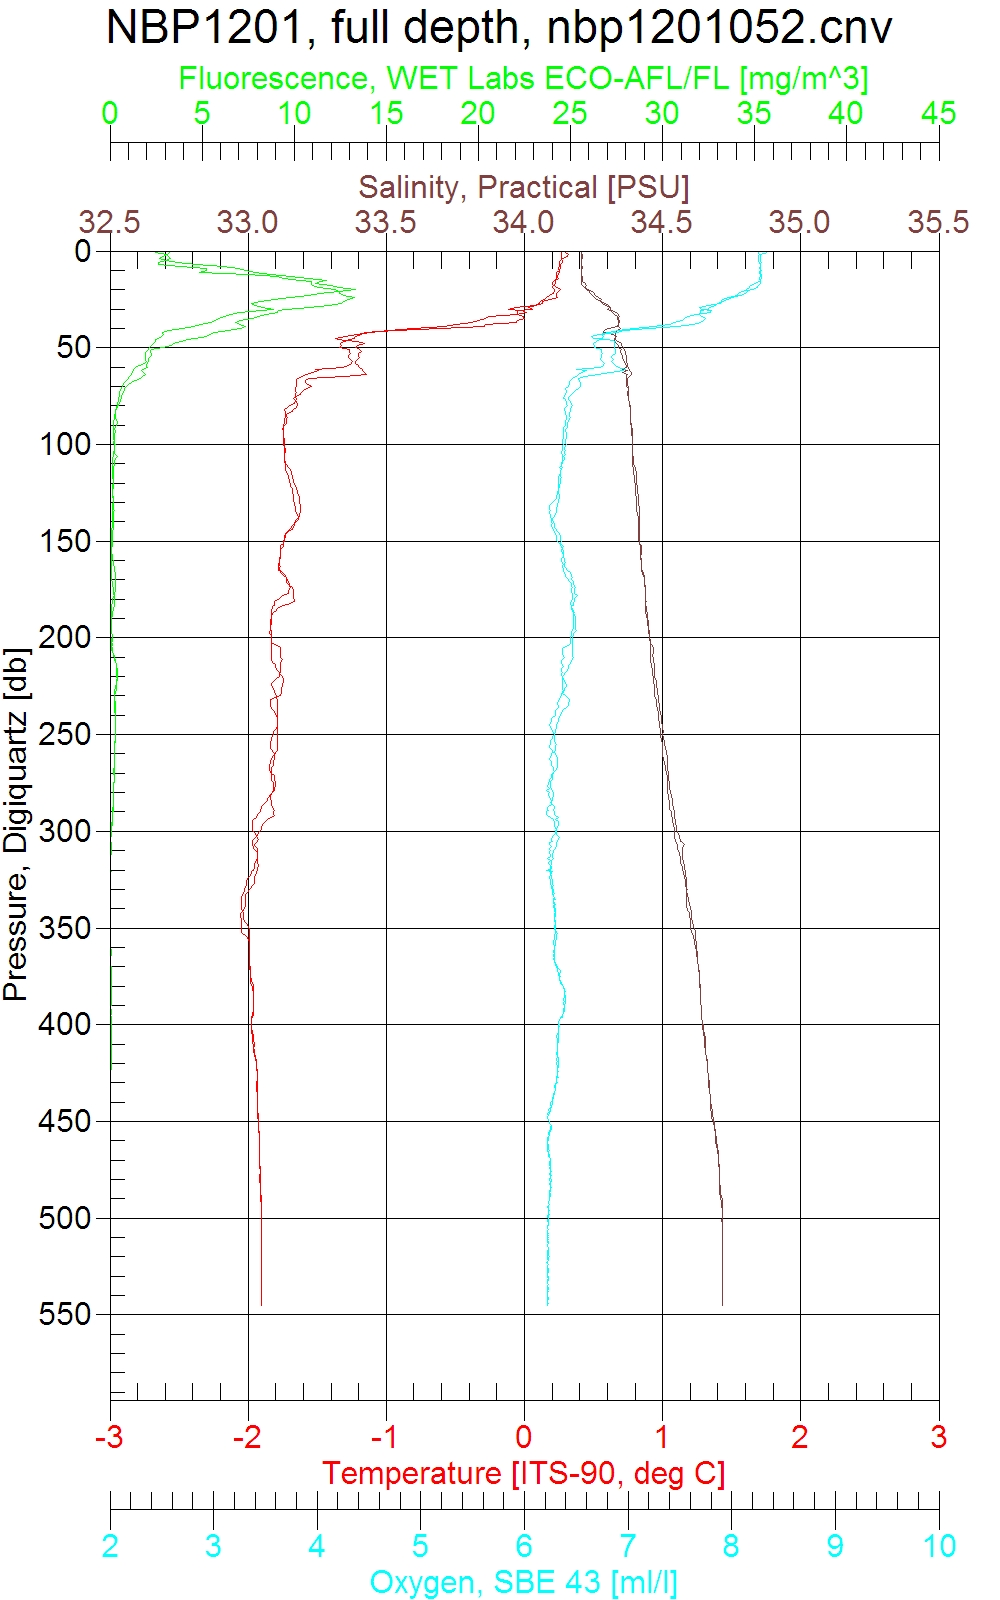 NBP1201, full depth, nbp1201052.cnv
Fluorescence, WET Labs ECO-AFL/FL [mg/m^3]
0 5 10 15 20 25 30 35 40 45
Salinity, Practical [PSU]
32.5 33.0 33.5 34.0 34.5 35.0 35.5
0
50
100
150
200
250
300
350
400
450
500
550
Pressure, Digiquartz [db]
-3 -2 -1 0 1 2 3
Temperature [ITS-90, deg C]
2 3 4 5 6 7 8 9 10
Oxygen, SBE 43 [ml/l]